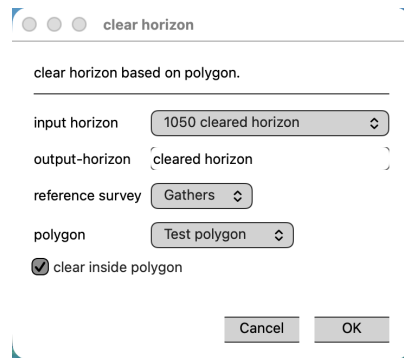 clear horizon
clear horizon based on polygon.
input horizon 1050 cleared horizon
output-horizon cleared horizon
reference survey Gathers
polygon Test polygon
clear inside polygon
Cancel OK